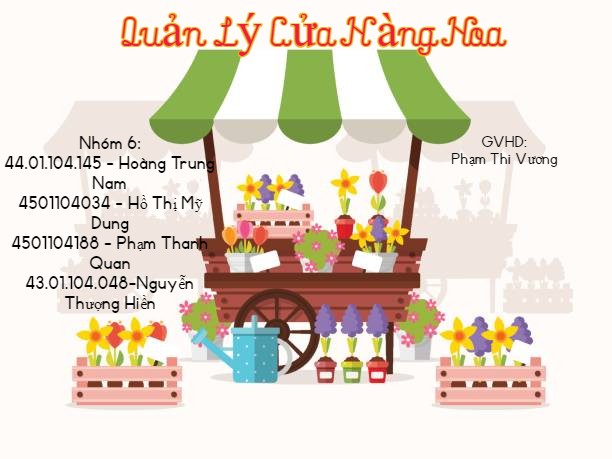 Quản Lý Cửa Hàng Hoa
Nhóm 6:
44.01.104.145 - Hoàng Trung
Nam
4501104034 - Hồ Thị Mỹ
Dung
4501104188 - Phạm Thanh
Quan
43.01.104.048-Nguyễn
Thượng Hiền
GVHD:
Phạm Thi Vương